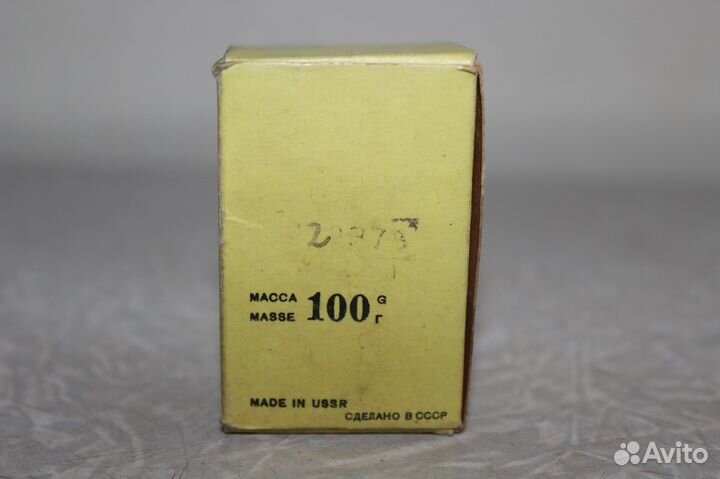 МАССА 100 G
MASSE Г
MADE IN USSR
СДЕЛАНО В СССР
Avito